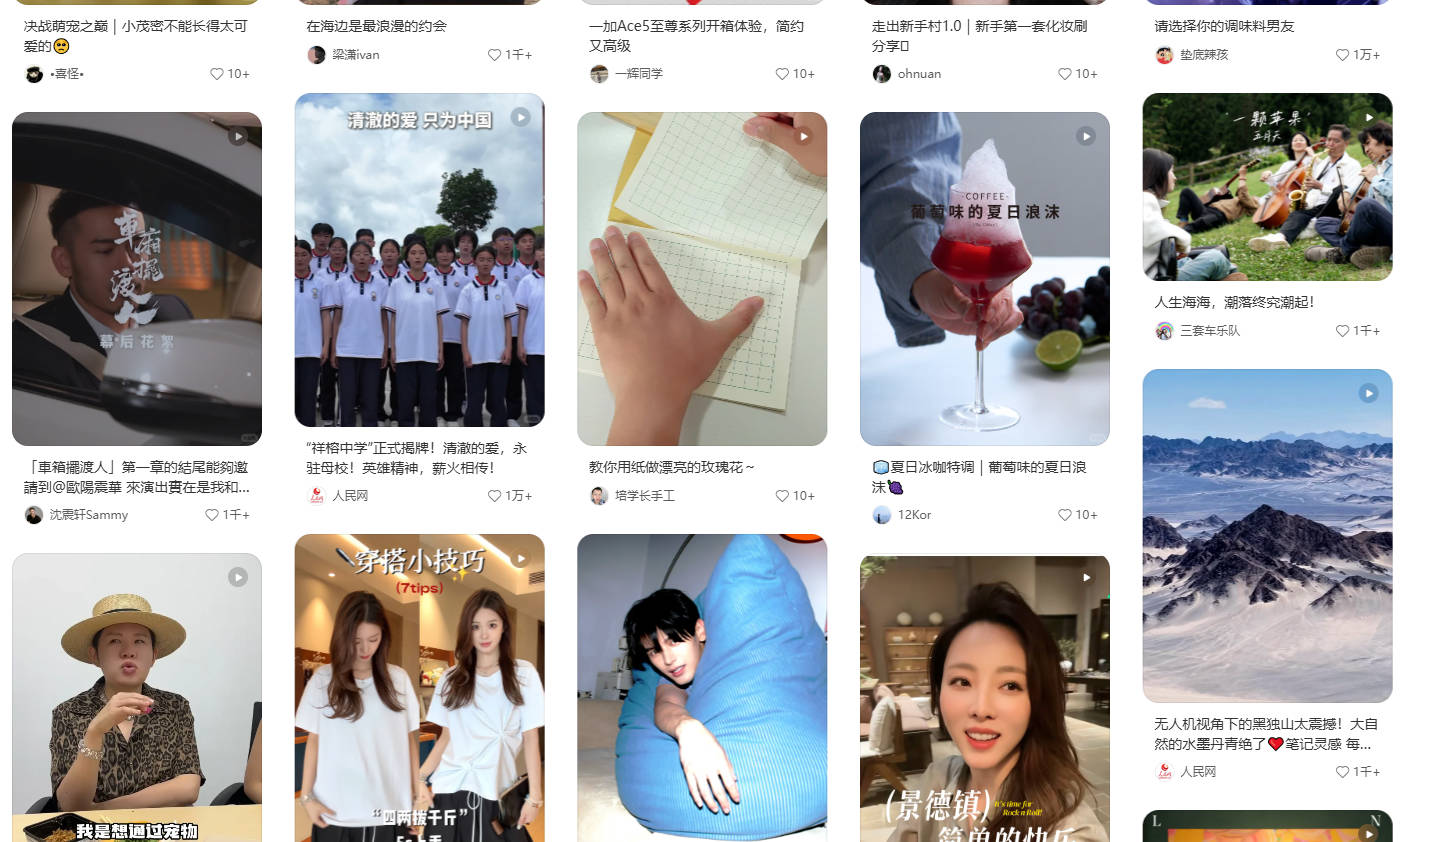 决战萌宠之巅 | 小茂密不能长得太可
爱的🥺
•喜怪•
10+
在海边是最浪漫的约会
梁潇ivan
1千+
一加Ace5至尊系列开箱体验，简约
又高级
一辉同学
10+
走出新手村1.0 | 新手第一套化妆刷
分享
ohnuan
10+
请选择你的调味料男友
垫底辣孩
1万+
車廂擺渡人
幕后花絮
「車箱擺渡人」第一章的結尾能夠邀
請到@歐陽震華 來演出實在是我和...
沈震轩Sammy
1千+
清澈的爱 只为中国
“祥榕中学”正式揭牌！清澈的爱，永
驻母校！英雄精神，薪火相传！
人民网
1万+
教你用纸做漂亮的玫瑰花～
培学长手工
10+
·COFFEE·
葡萄味的夏日浪沫
🧊夏日冰咖特调 | 葡萄味的夏日浪
沫🍇
12Kor
10+
“一颗苹果”
五月天
人生海海，潮落终究潮起！
三套车乐队
1千+
无人机视角下的黑独山太震撼！大自
然的水墨丹青绝了❤️笔记灵感 每...
人民网
1千+
我是想通过宠物
穿搭小技巧
(7tips)
“四两拨千斤”
(景德镇)
It's time for
Rock n Roll!
简单的快乐
L N